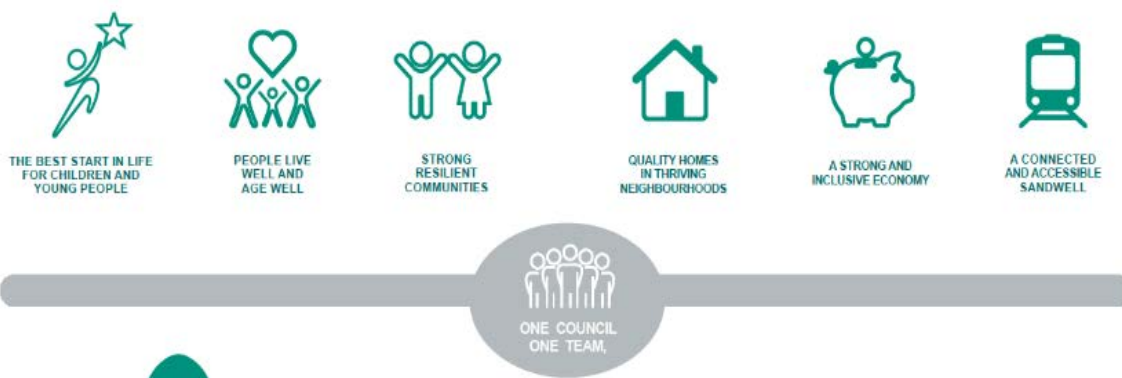 THE BEST START IN LIFE
FOR CHILDREN AND
YOUNG PEOPLE
PEOPLE LIVE
WELL AND
AGE WELL
STRONG
RESILIENT
COMMUNITIES
QUALITY HOMES
IN THRIVING
NEIGHBOURHOODS
A STRONG AND
INCLUSIVE ECONOMY
A CONNECTED
AND ACCESSIBLE
SANDWELL
ONE COUNCIL
ONE TEAM,